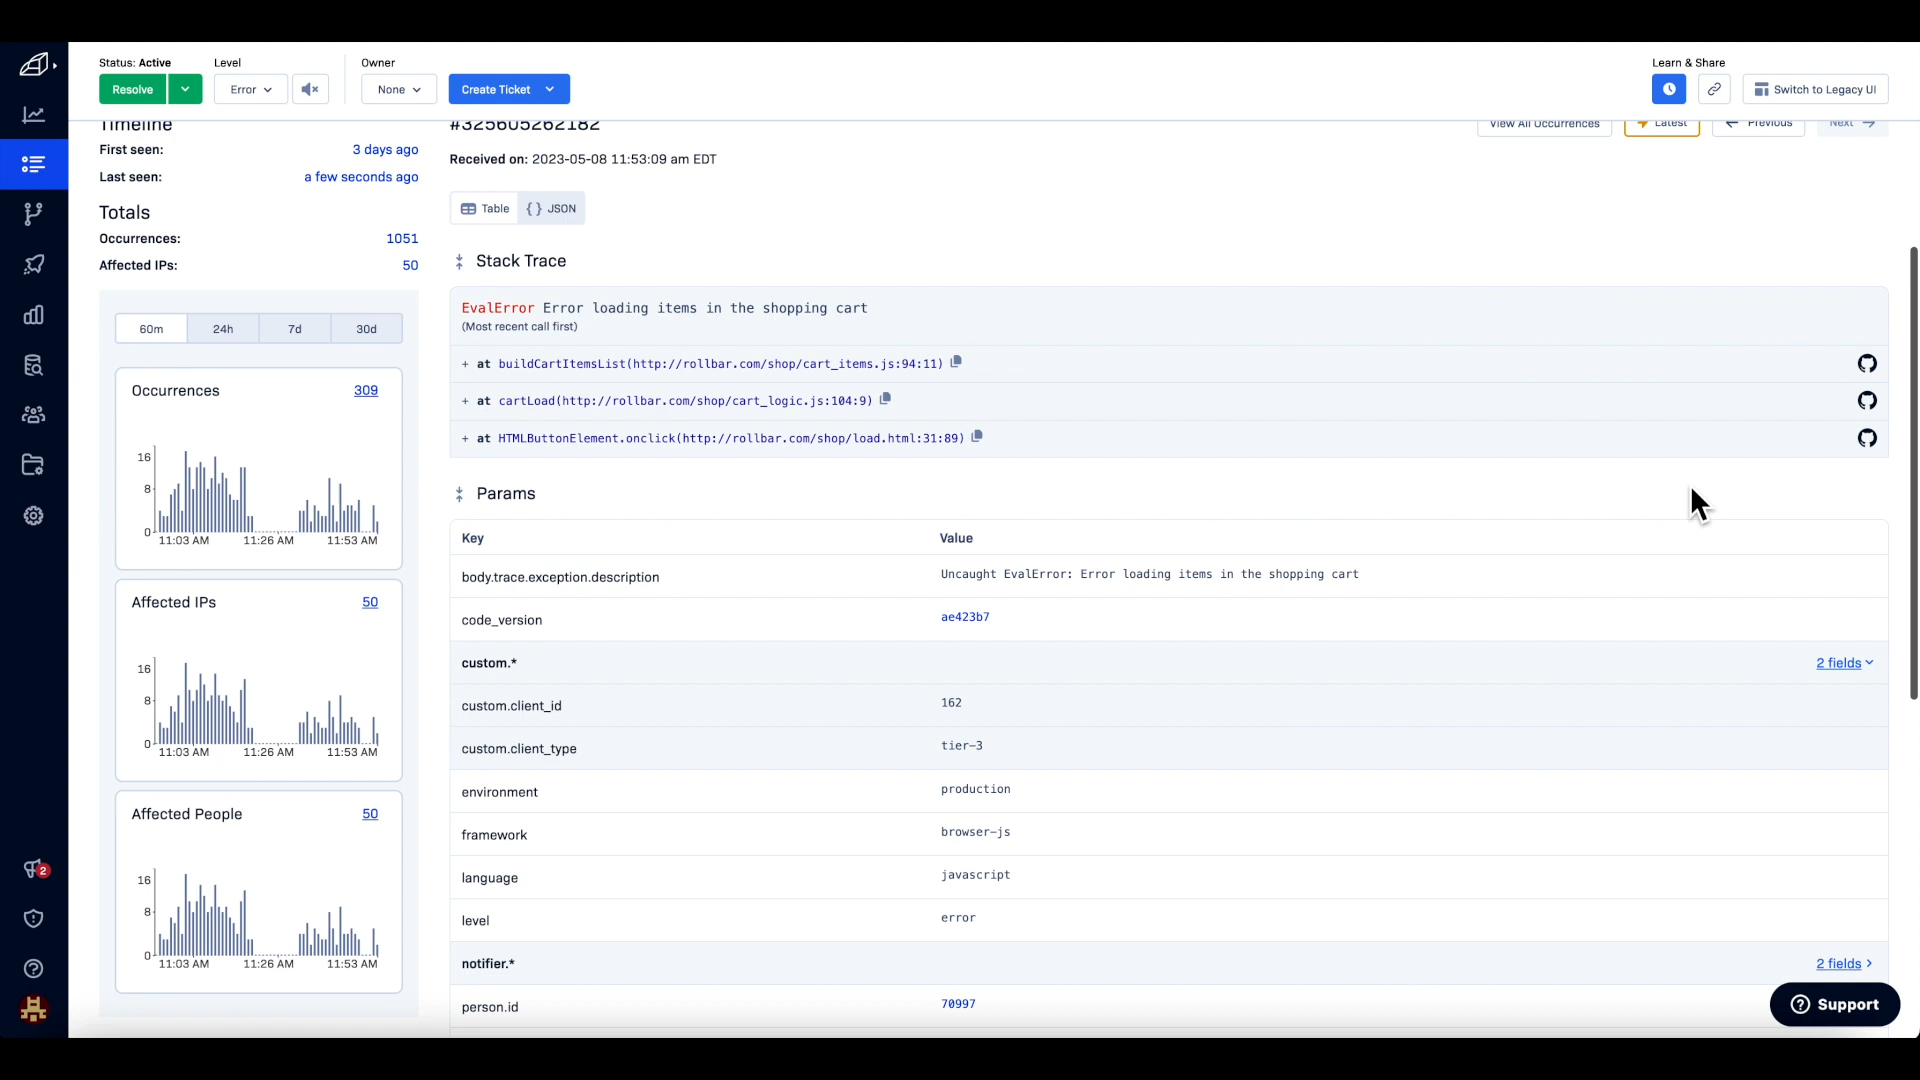 Status: Active
Level
Owner
Learn & Share
Resolve
Error
None
Create Ticket
Switch to Legacy UI
Timeline
First seen:
3 days ago
Last seen:
a few seconds ago
Totals
Occurrences:
1051
Affected IPs:
50
60m
24h
7d
30d
Occurrences
309
16
8
0
11:03 AM
11:26 AM
11:53 AM
Affected IPs
50
16
8
0
11:03 AM
11:26 AM
11:53 AM
Affected People
50
16
8
0
11:03 AM
11:26 AM
11:53 AM
2
#325605262182
View All Occurrences
Latest
Previous
Next
Received on: 2023-05-08 11:53:09 am EDT
Table
{ } JSON
Stack Trace
EvalError Error loading items in the shopping cart
(Most recent call first)
+ at buildCartItemsList(http://rollbar.com/shop/cart_items.js:94:11)
+ at cartLoad(http://rollbar.com/shop/cart_logic.js:104:9)
+ at HTMLButtonElement.onclick(http://rollbar.com/shop/load.html:31:89)
Params
Key
Value
body.trace.exception.description
Uncaught EvalError: Error loading items in the shopping cart
code_version
ae423b7
custom.*
2 fields
custom.client_id
162
custom.client_type
tier-3
environment
production
framework
browser-js
language
javascript
level
error
notifier.*
2 fields
person.id
70997
Support